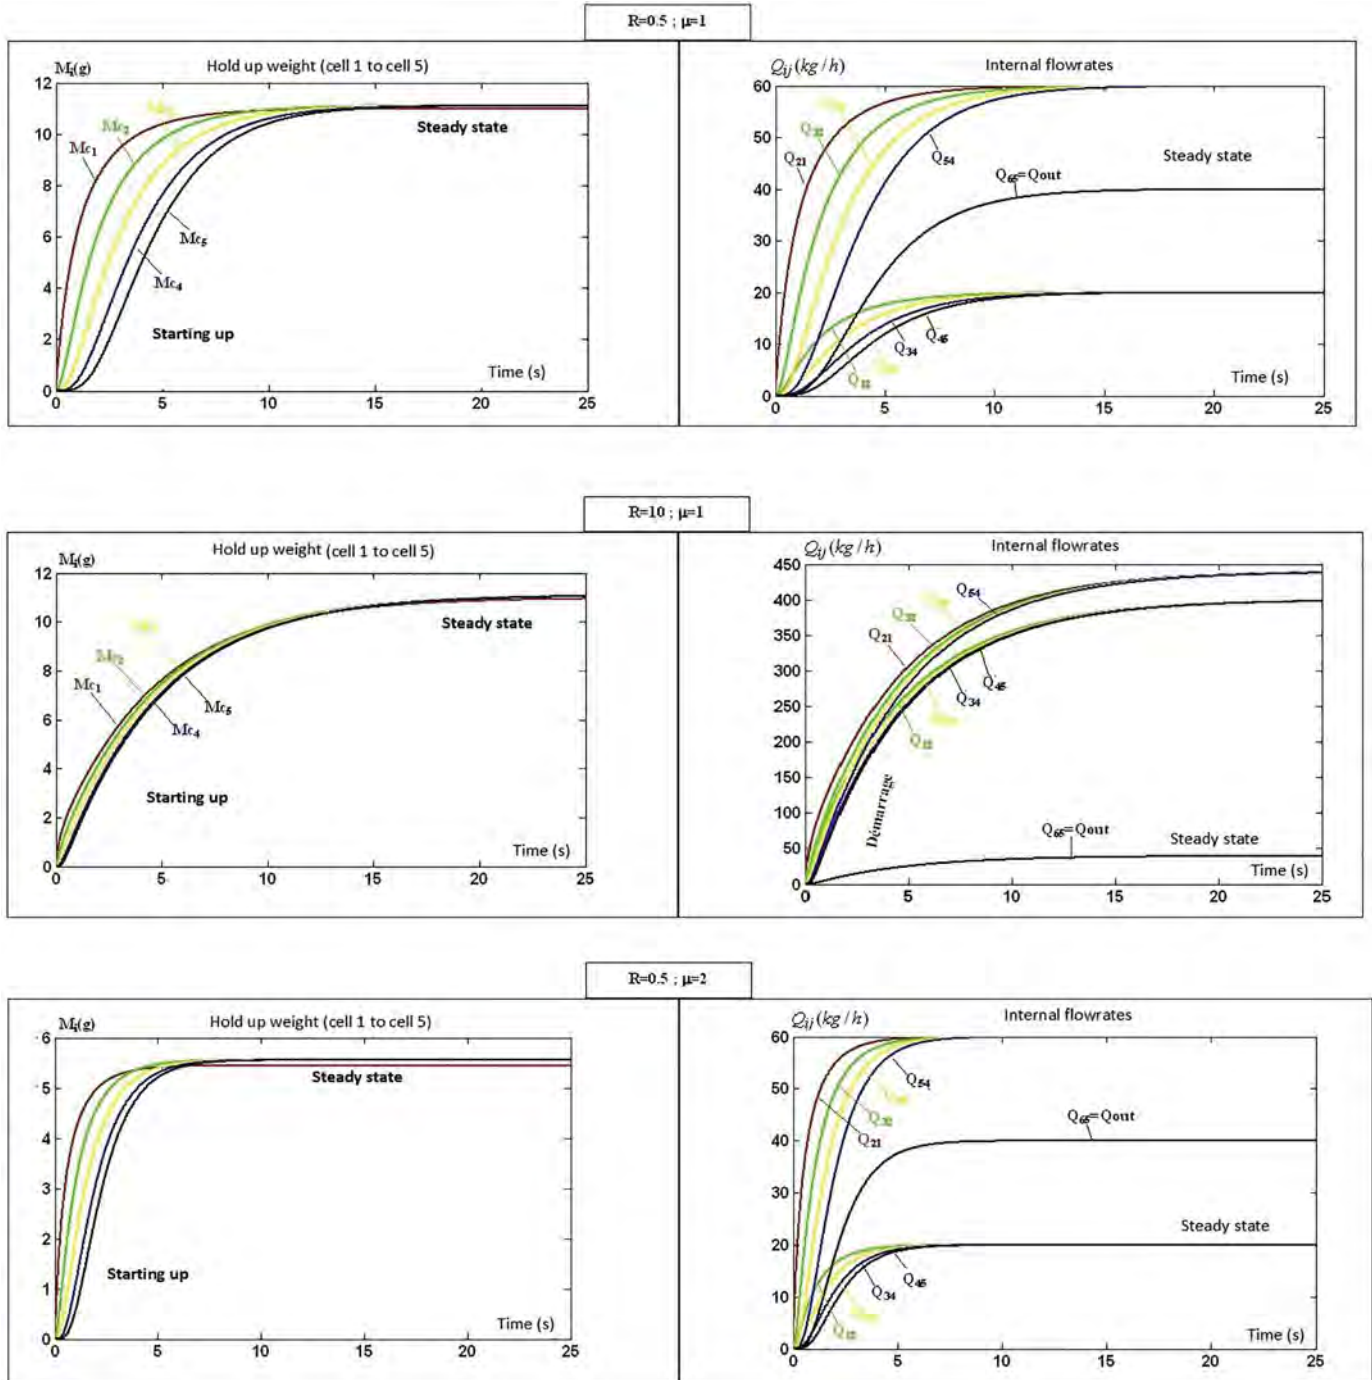 R=0.5 ; μ=1
Mᵢ(g)
Hold up weight (cell 1 to cell 5)
12
10
8
6
4
2
0
Mc₁
Mc₂
Mc₄
Mc₅
Steady state
Starting up
Time (s)
0 5 10 15 20 25
Qij (kg / h)
Internal flowrates
60
50
40
30
20
10
0
Q₂₁
Q₃₂
Q₅₄
Steady state
Q₆₅=Qout
Q₃₄
Q₄₅
Q₁₂
Time (s)
0 5 10 15 20 25
R=10 ; μ=1
Mᵢ(g)
Hold up weight (cell 1 to cell 5)
12
10
8
6
4
2
0
Mc₂
Mc₁
Mc₅
Mc₄
Steady state
Starting up
Time (s)
0 5 10 15 20 25
Qij (kg / h)
Internal flowrates
450
400
350
300
250
200
150
100
50
0
Q₅₄
Q₃₂
Q₂₁
Q₄₅
Q₃₄
Q₁₂
Démarrage
Q₆₅=Qout
Steady state
Time (s)
0 5 10 15 20 25
R=0.5 ; μ=2
Mᵢ(g)
Hold up weight (cell 1 to cell 5)
6
5
4
3
2
1
0
Steady state
Starting up
Time (s)
0 5 10 15 20 25
Qij (kg / h)
Internal flowrates
60
50
40
30
20
10
0
Q₅₄
Q₃₂
Q₂₁
Q₆₅=Qout
Steady state
Q₄₅
Q₃₄
Q₁₂
Time (s)
0 5 10 15 20 25